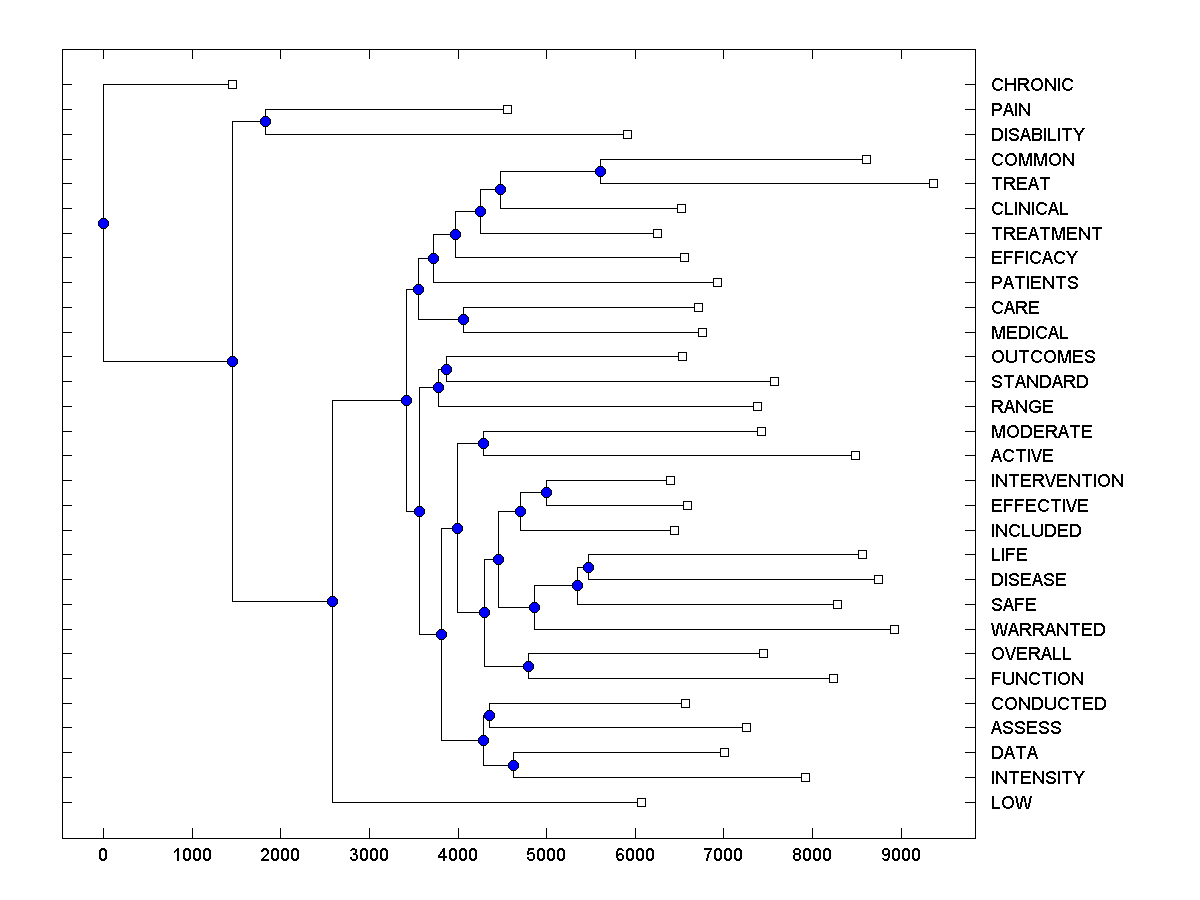 CHRONIC
PAIN
DISABILITY
COMMON
TREAT
CLINICAL
TREATMENT
EFFICACY
PATIENTS
CARE
MEDICAL
OUTCOMES
STANDARD
RANGE
MODERATE
ACTIVE
INTERVENTION
EFFECTIVE
INCLUDED
LIFE
DISEASE
SAFE
WARRANTED
OVERALL
FUNCTION
CONDUCTED
ASSESS
DATA
INTENSITY
LOW
0 1000 2000 3000 4000 5000 6000 7000 8000 9000